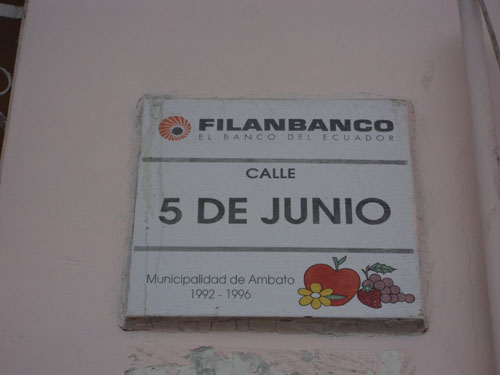 FILANBANCO
EL BANCO DEL ECUADOR
CALLE
5 DE JUNIO
Municipalidad de Ambato
1992 - 1996